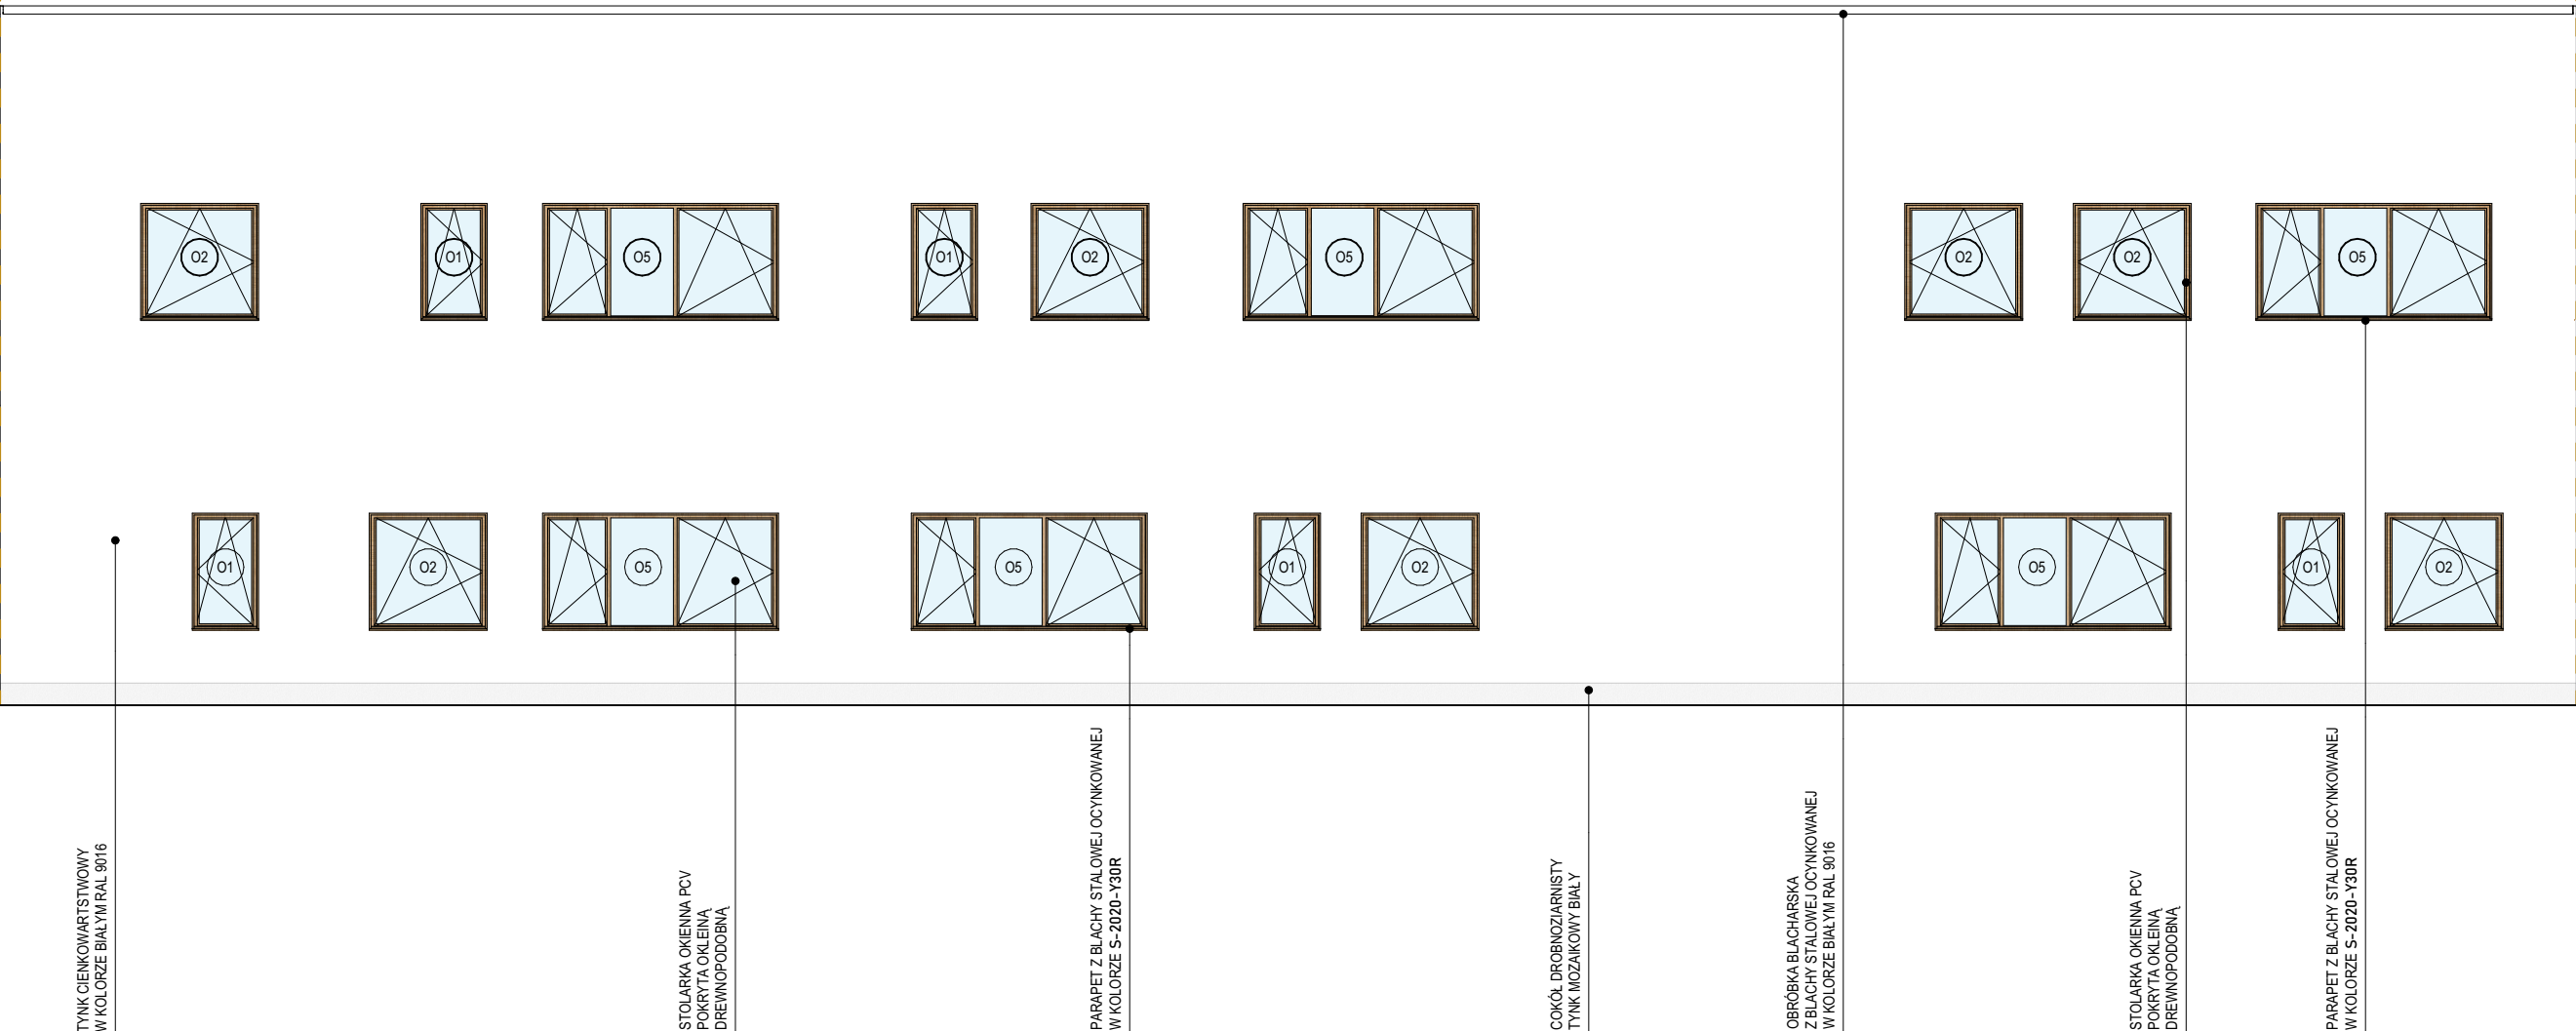 O2
O1
O5
O1
O2
O5
O2
O2
O5
O1
O2
O5
O5
O1
O2
O5
O1
O2
TYNK CIENKOWARTSTWOWY
W KOLORZE BIAŁYM RAL 9016
STOLARKA OKIENNA PCV
POKRYTA OKLEINĄ
DREWNOPODOBNĄ
PARAPET Z BLACHY STALOWEJ OCYNKOWANEJ
W KOLORZE S-2020-Y30R
COKÓŁ DROBNOZIARNISTY
TYNK MOZAIKOWY BIAŁY
OBRÓBKA BLACHARSKA
Z BLACHY STALOWEJ OCYNKOWANEJ
W KOLORZE BIAŁYM RAL 9016
STOLARKA OKIENNA PCV
POKRYTA OKLEINĄ
DREWNOPODOBNĄ
PARAPET Z BLACHY STALOWEJ OCYNKOWANEJ
W KOLORZE S-2020-Y30R